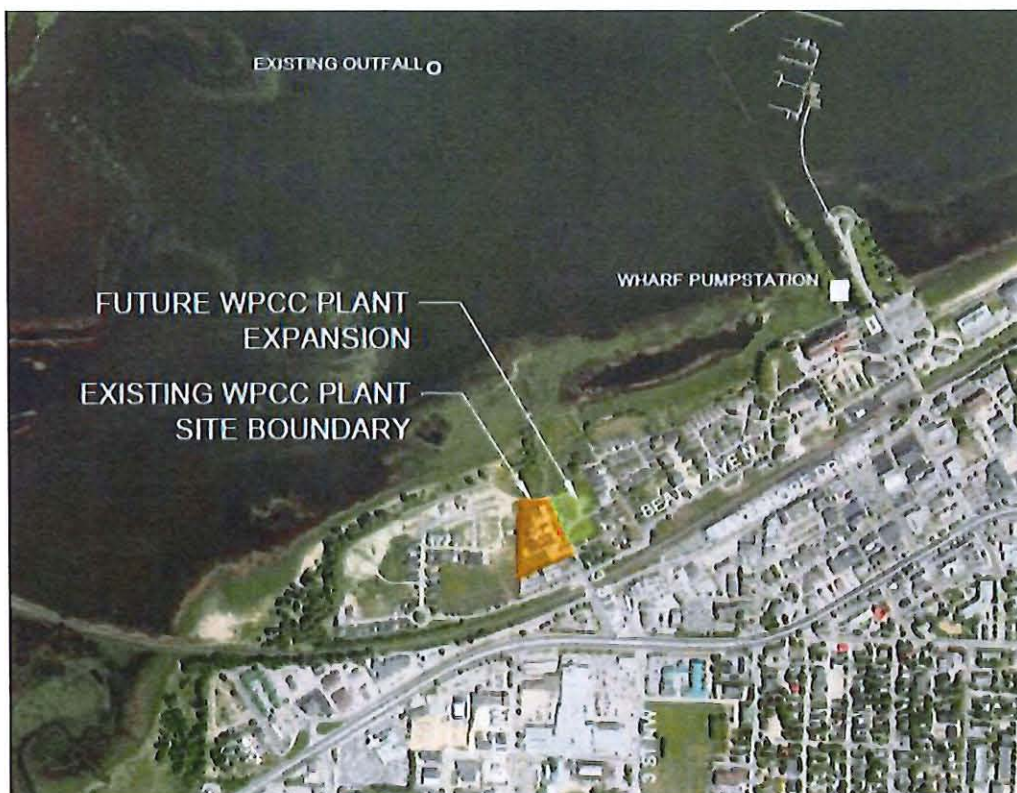 EXISTING OUTFALL
WHARF PUMPSTATION
FUTURE WPCC PLANT
EXPANSION
EXISTING WPCC PLANT
SITE BOUNDARY